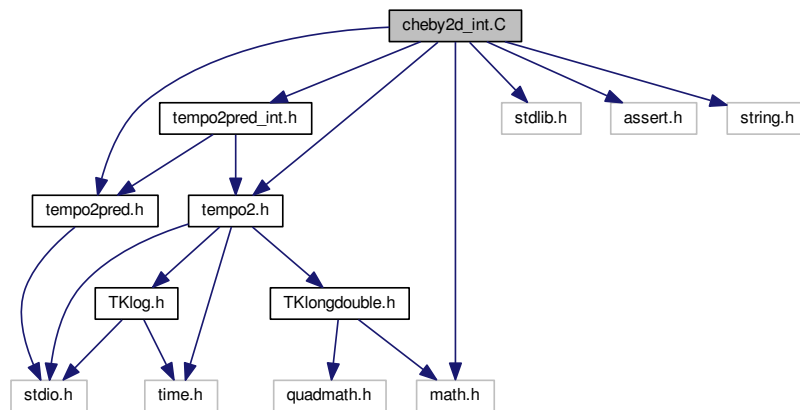 cheby2d_int.C
tempo2pred_int.h
stdlib.h
assert.h
string.h
tempo2pred.h
tempo2.h
TKlog.h
TKlongdouble.h
stdio.h
time.h
quadmath.h
math.h